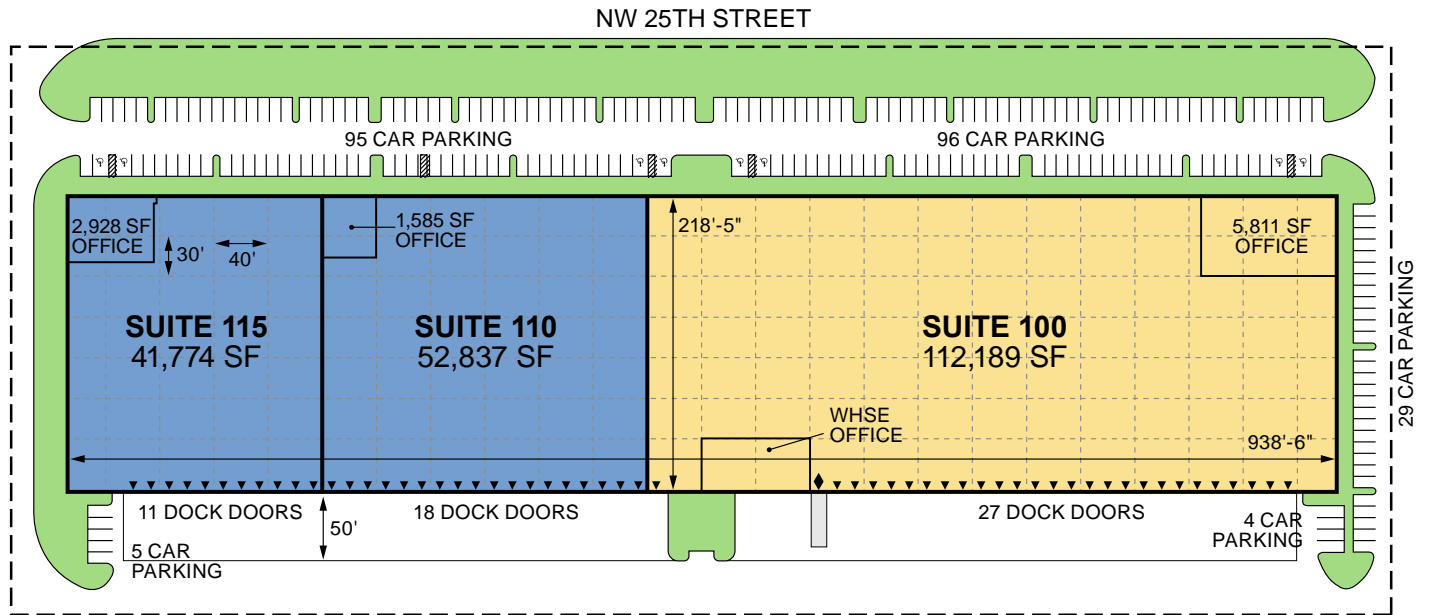 NW 25TH STREET
95 CAR PARKING
96 CAR PARKING
2,928 SF
OFFICE
30'
40'
1,585 SF
OFFICE
218'-5"
5,811 SF
OFFICE
SUITE 115
41,774 SF
SUITE 110
52,837 SF
SUITE 100
112,189 SF
29 CAR PARKING
WHSE
OFFICE
938'-6"
11 DOCK DOORS
18 DOCK DOORS
27 DOCK DOORS
50'
5 CAR
PARKING
4 CAR
PARKING